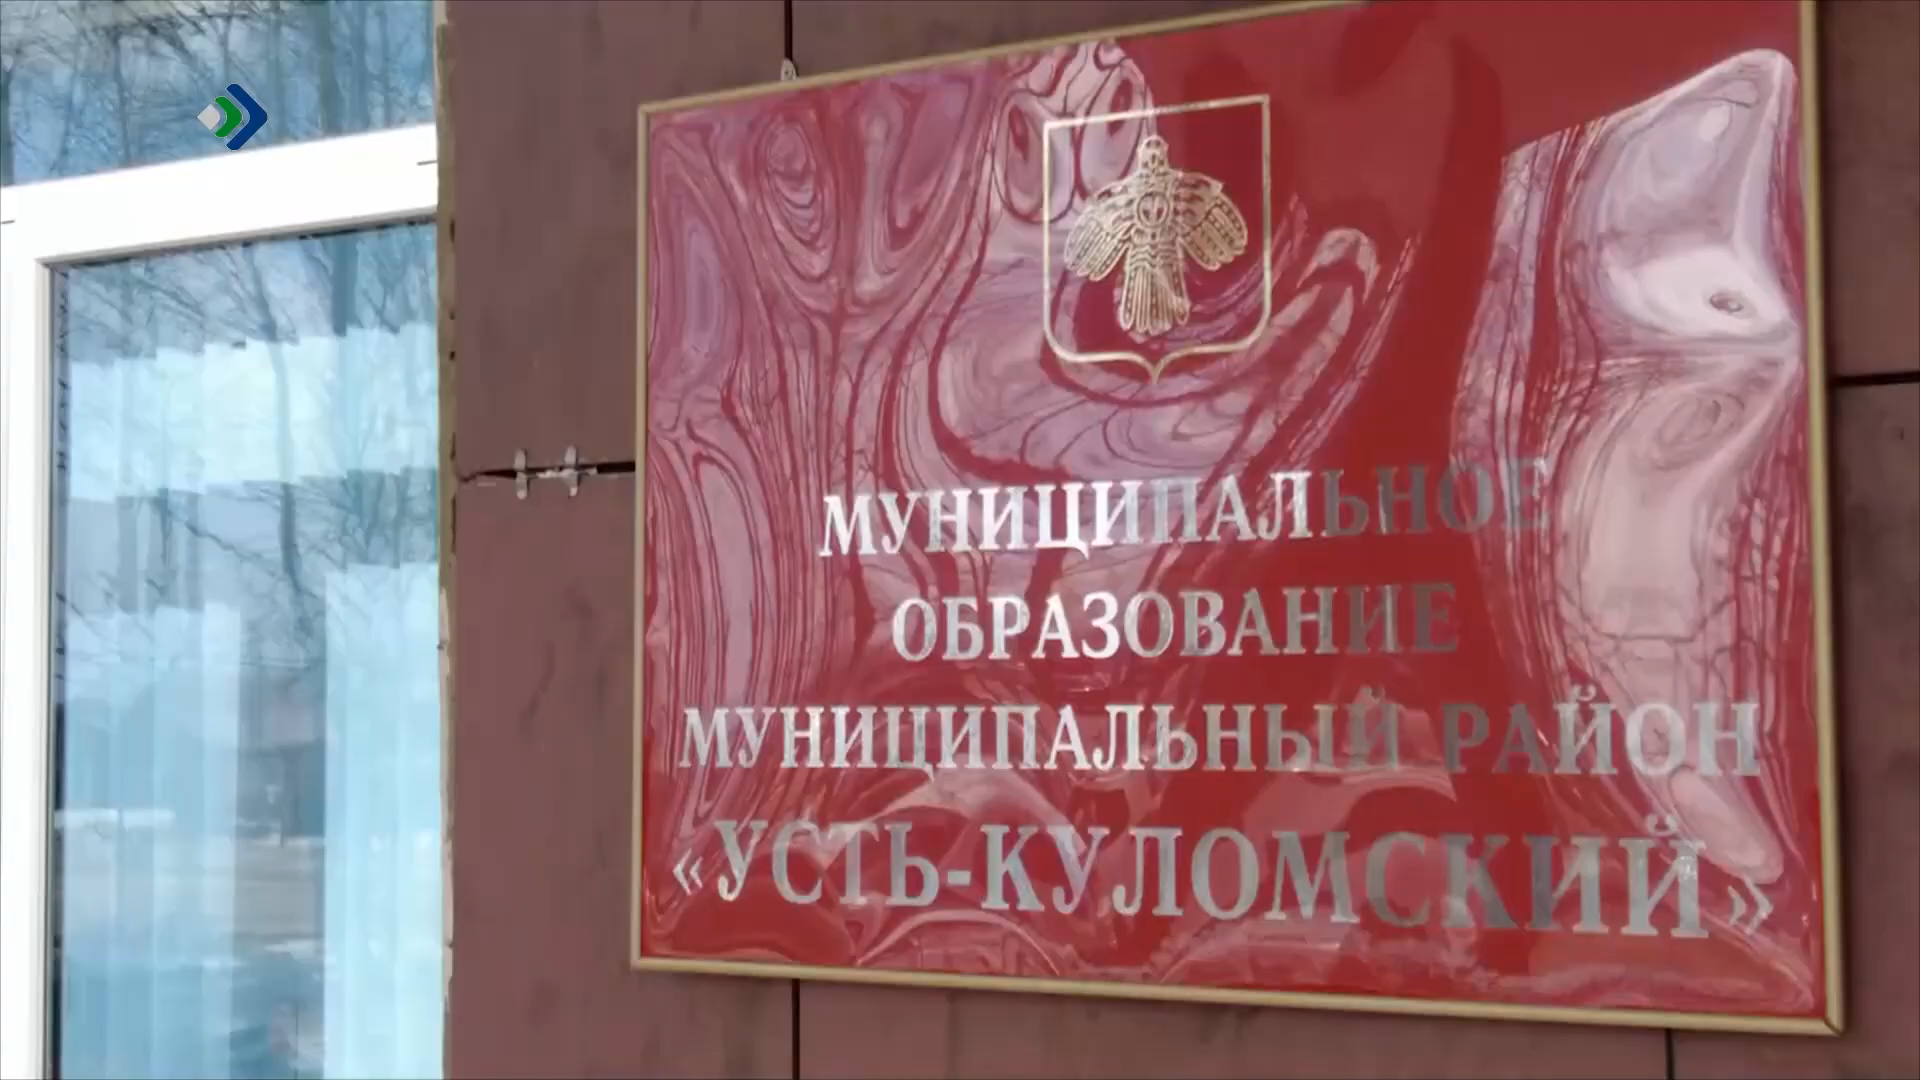 МУНИЦИПАЛЬНОЕ
ОБРАЗОВАНИЕ
МУНИЦИПАЛЬНЫЙ РАЙОН
«УСТЬ-КУЛОМСКИЙ»